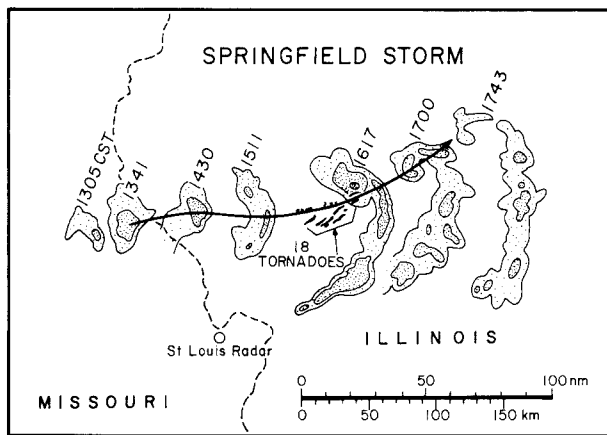 SPRINGFIELD STORM
1305 CST
1341
1430
1511
1617
1700
1743
18
TORNADOES
St Louis Radar
ILLINOIS
MISSOURI
0 50 100 nm
0 50 100 150 km